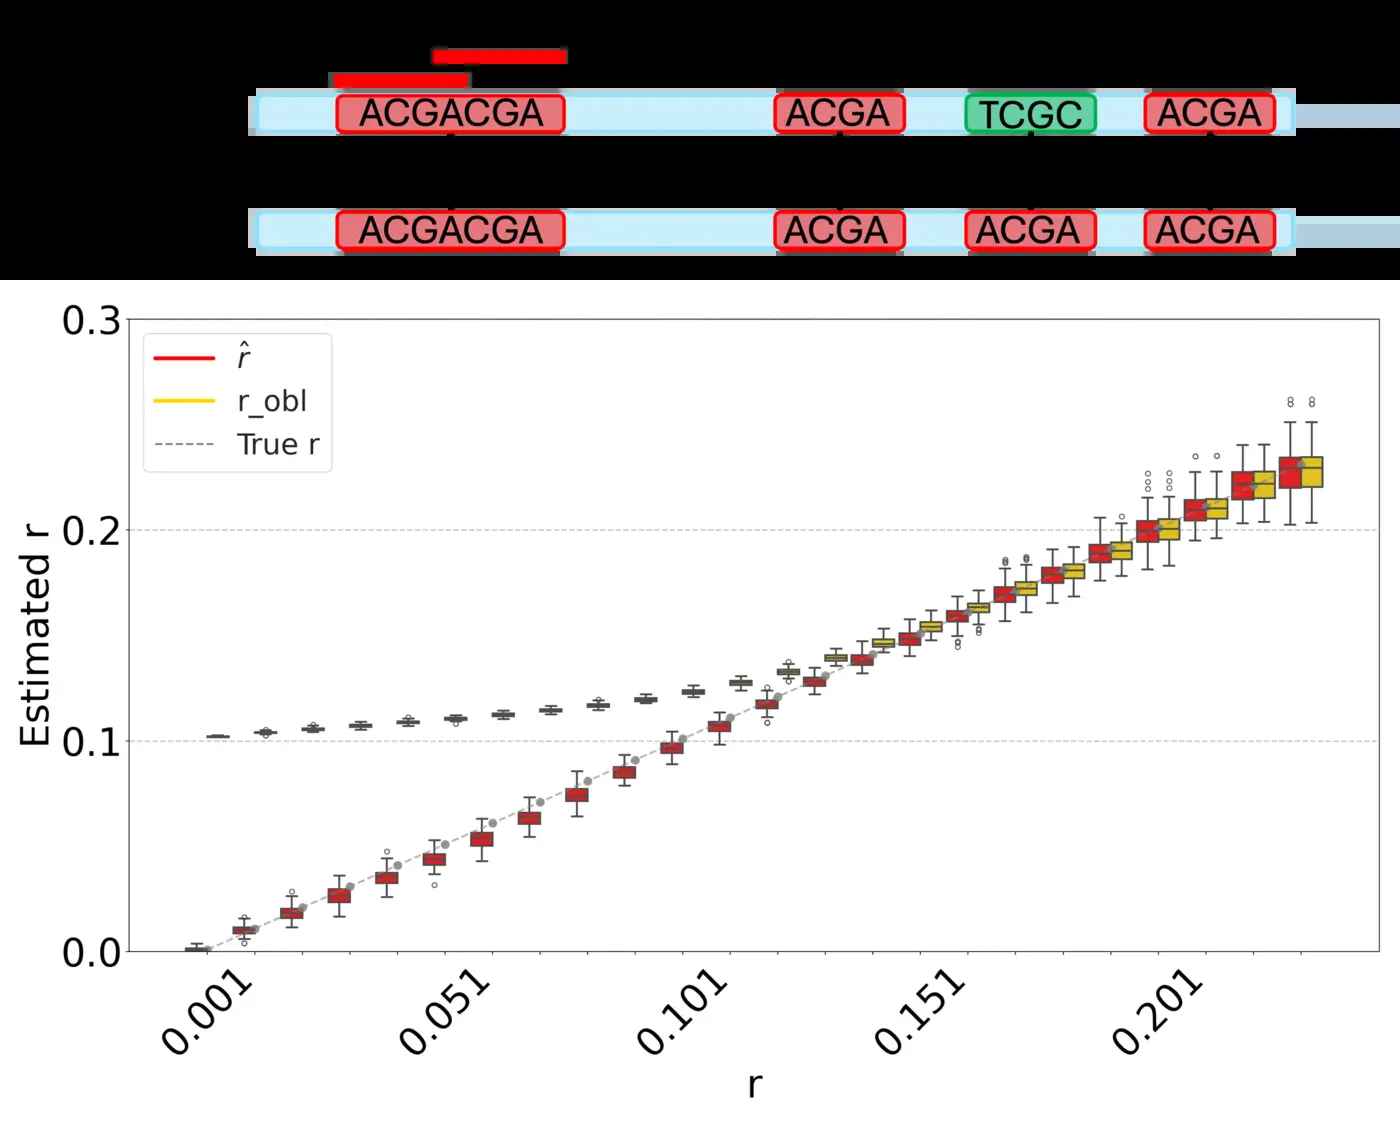 ACGACGA ACGA TCGC ACGA
ACGACGA ACGA ACGA ACGA
0.3
r̂
r_obl
True r
0.2
0.1
0.0
Estimated r
0.001 0.051 0.101 0.151 0.201
r